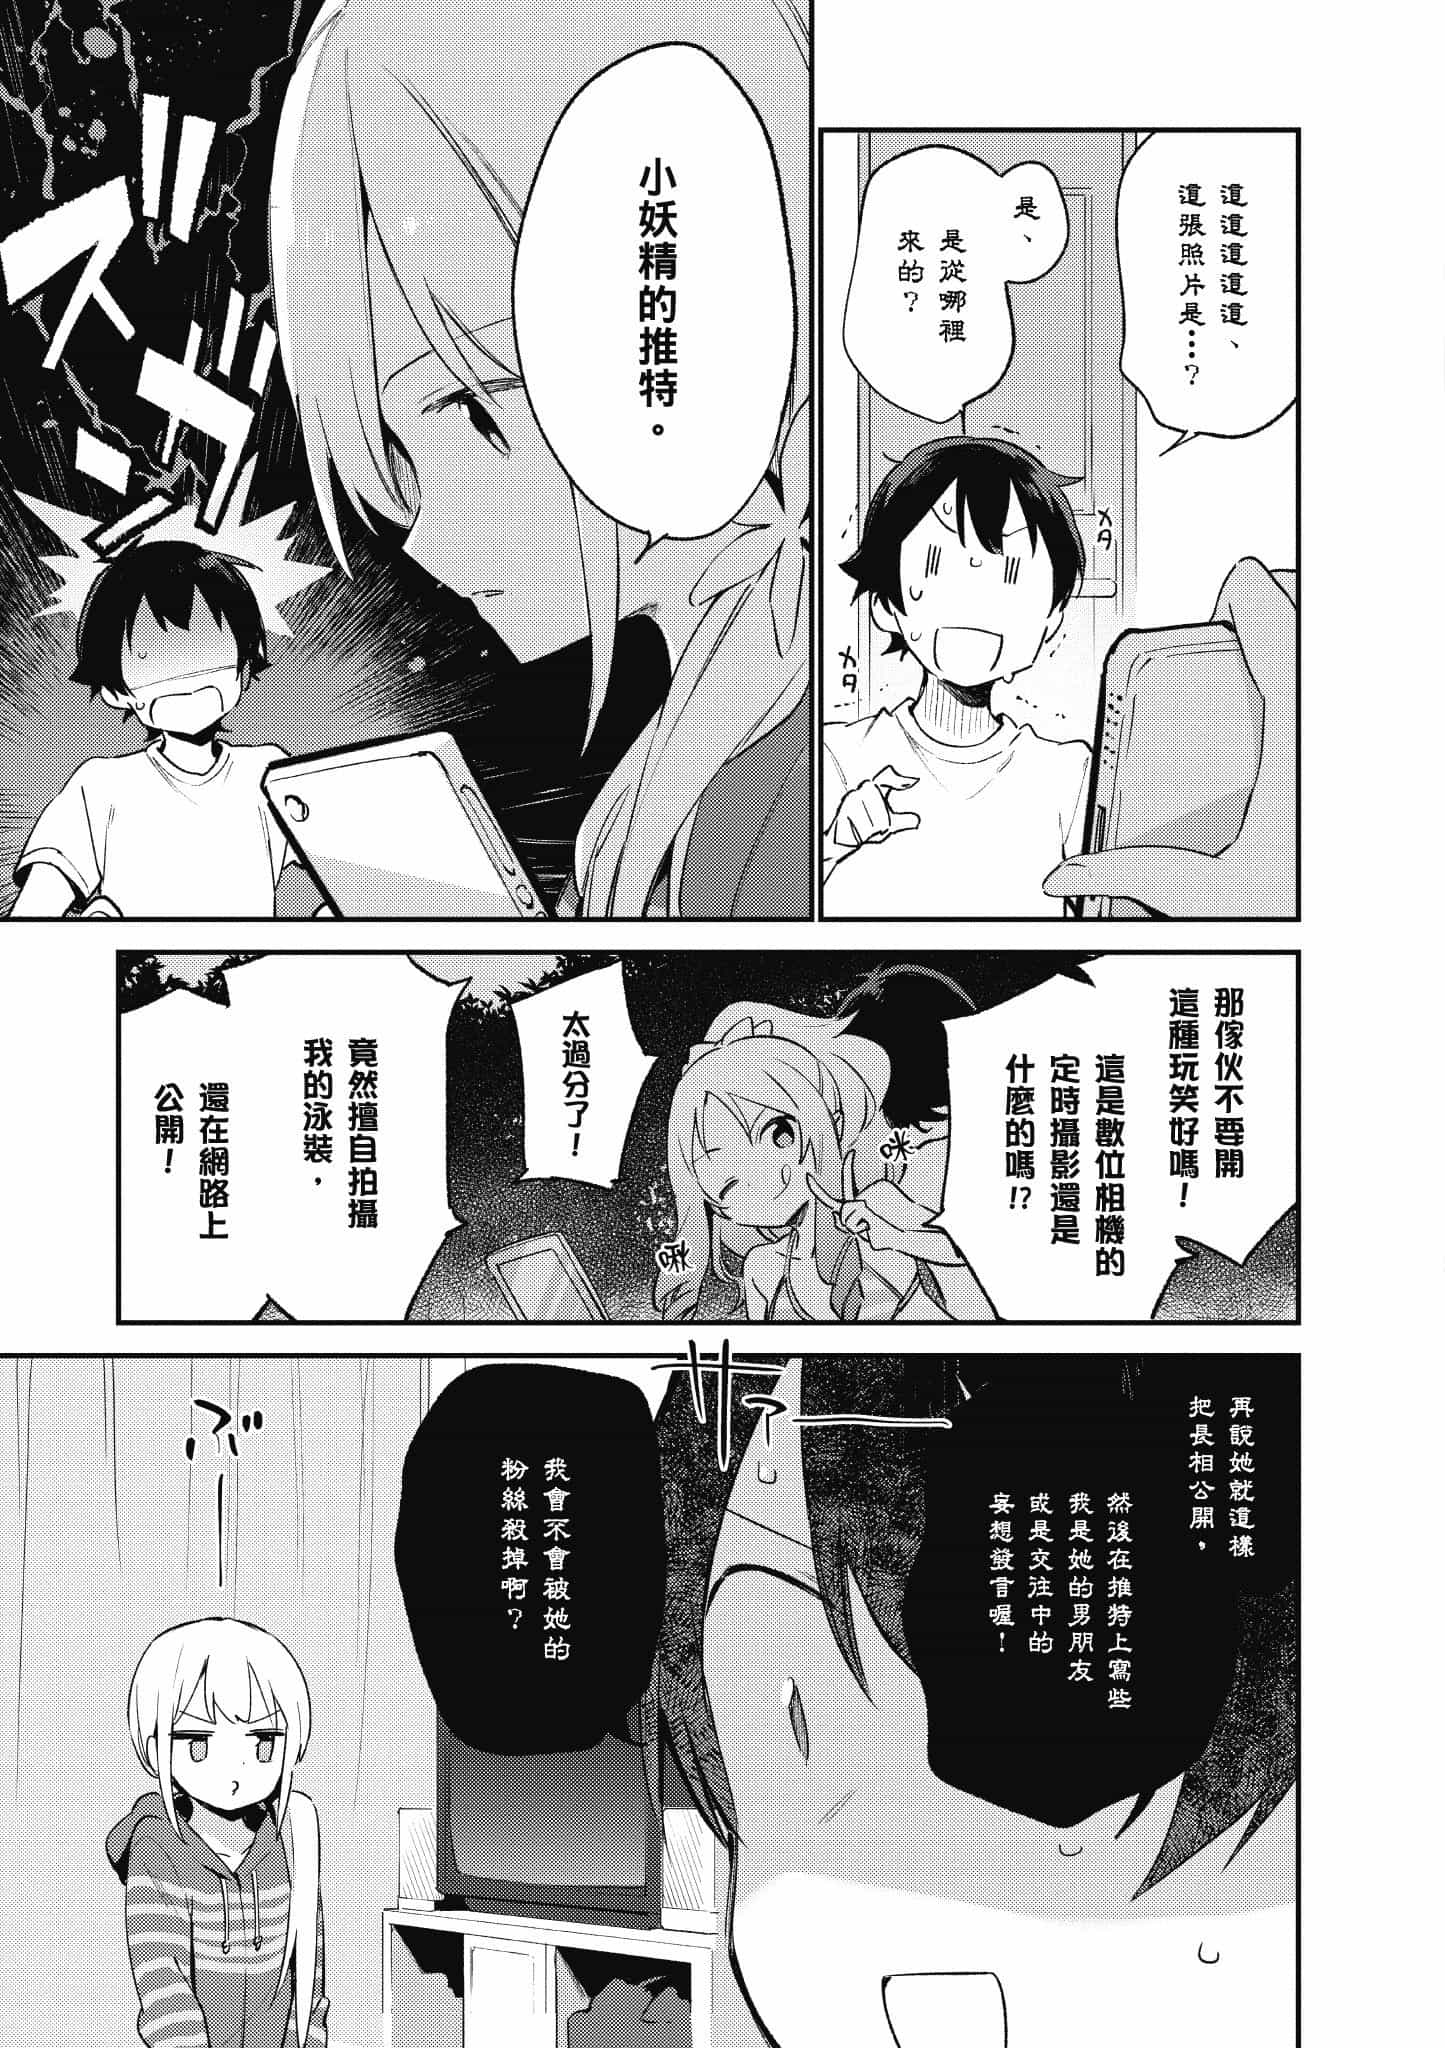 這這這這這、
這張照片是…？
是、
是從哪裡
來的？
メタ
メタ
小妖精的推特。
ズガーン!!
那傢伙不要開
這種玩笑好嗎！
這是數位相機的
定時攝影還是
什麼的嗎!?
太過分了！
竟然擅自拍攝
我的泳裝，
還在網路上
公開！
咪
啾
再說她就這樣
把長相公開，
然後在推特上寫些
我是她的男朋友
或是交往中的
妄想發言喔！
サァー
我會不會被她的
粉絲殺掉啊？
ぶー